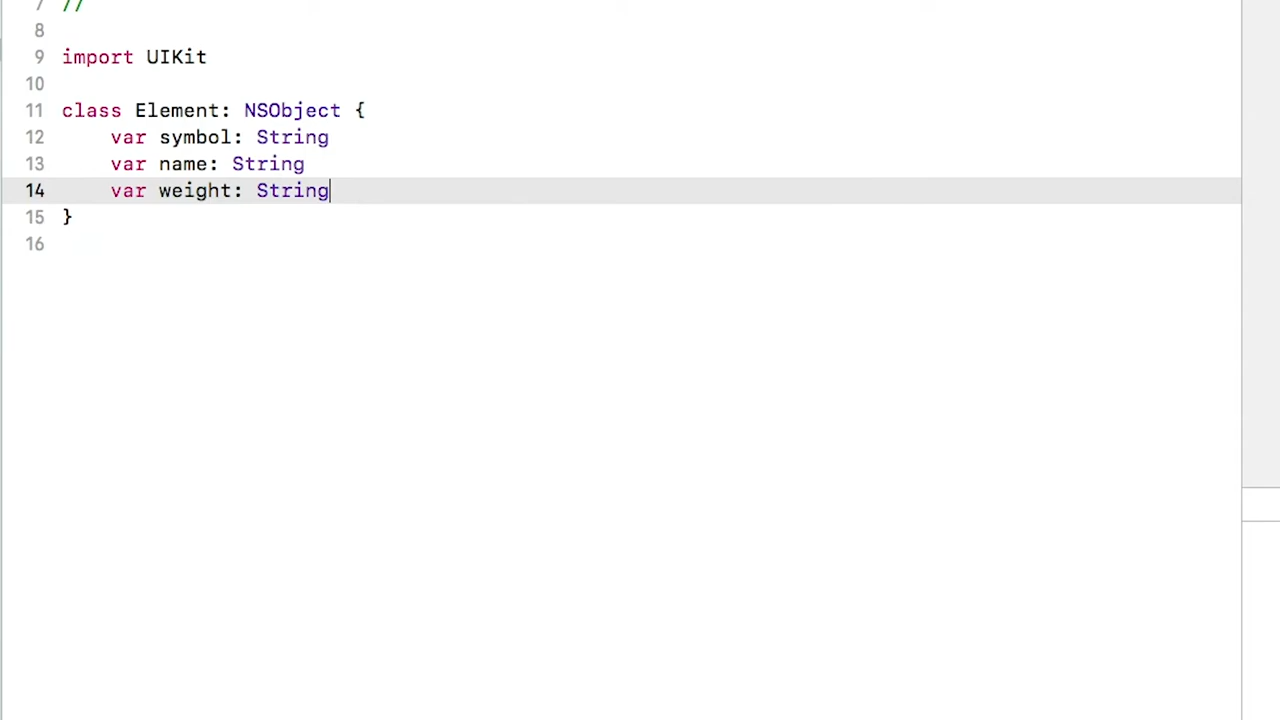 7 //
8
9 import UIKit
10
11 class Element: NSObject {
12     var symbol: String
13     var name: String
14     var weight: String
15 }
16